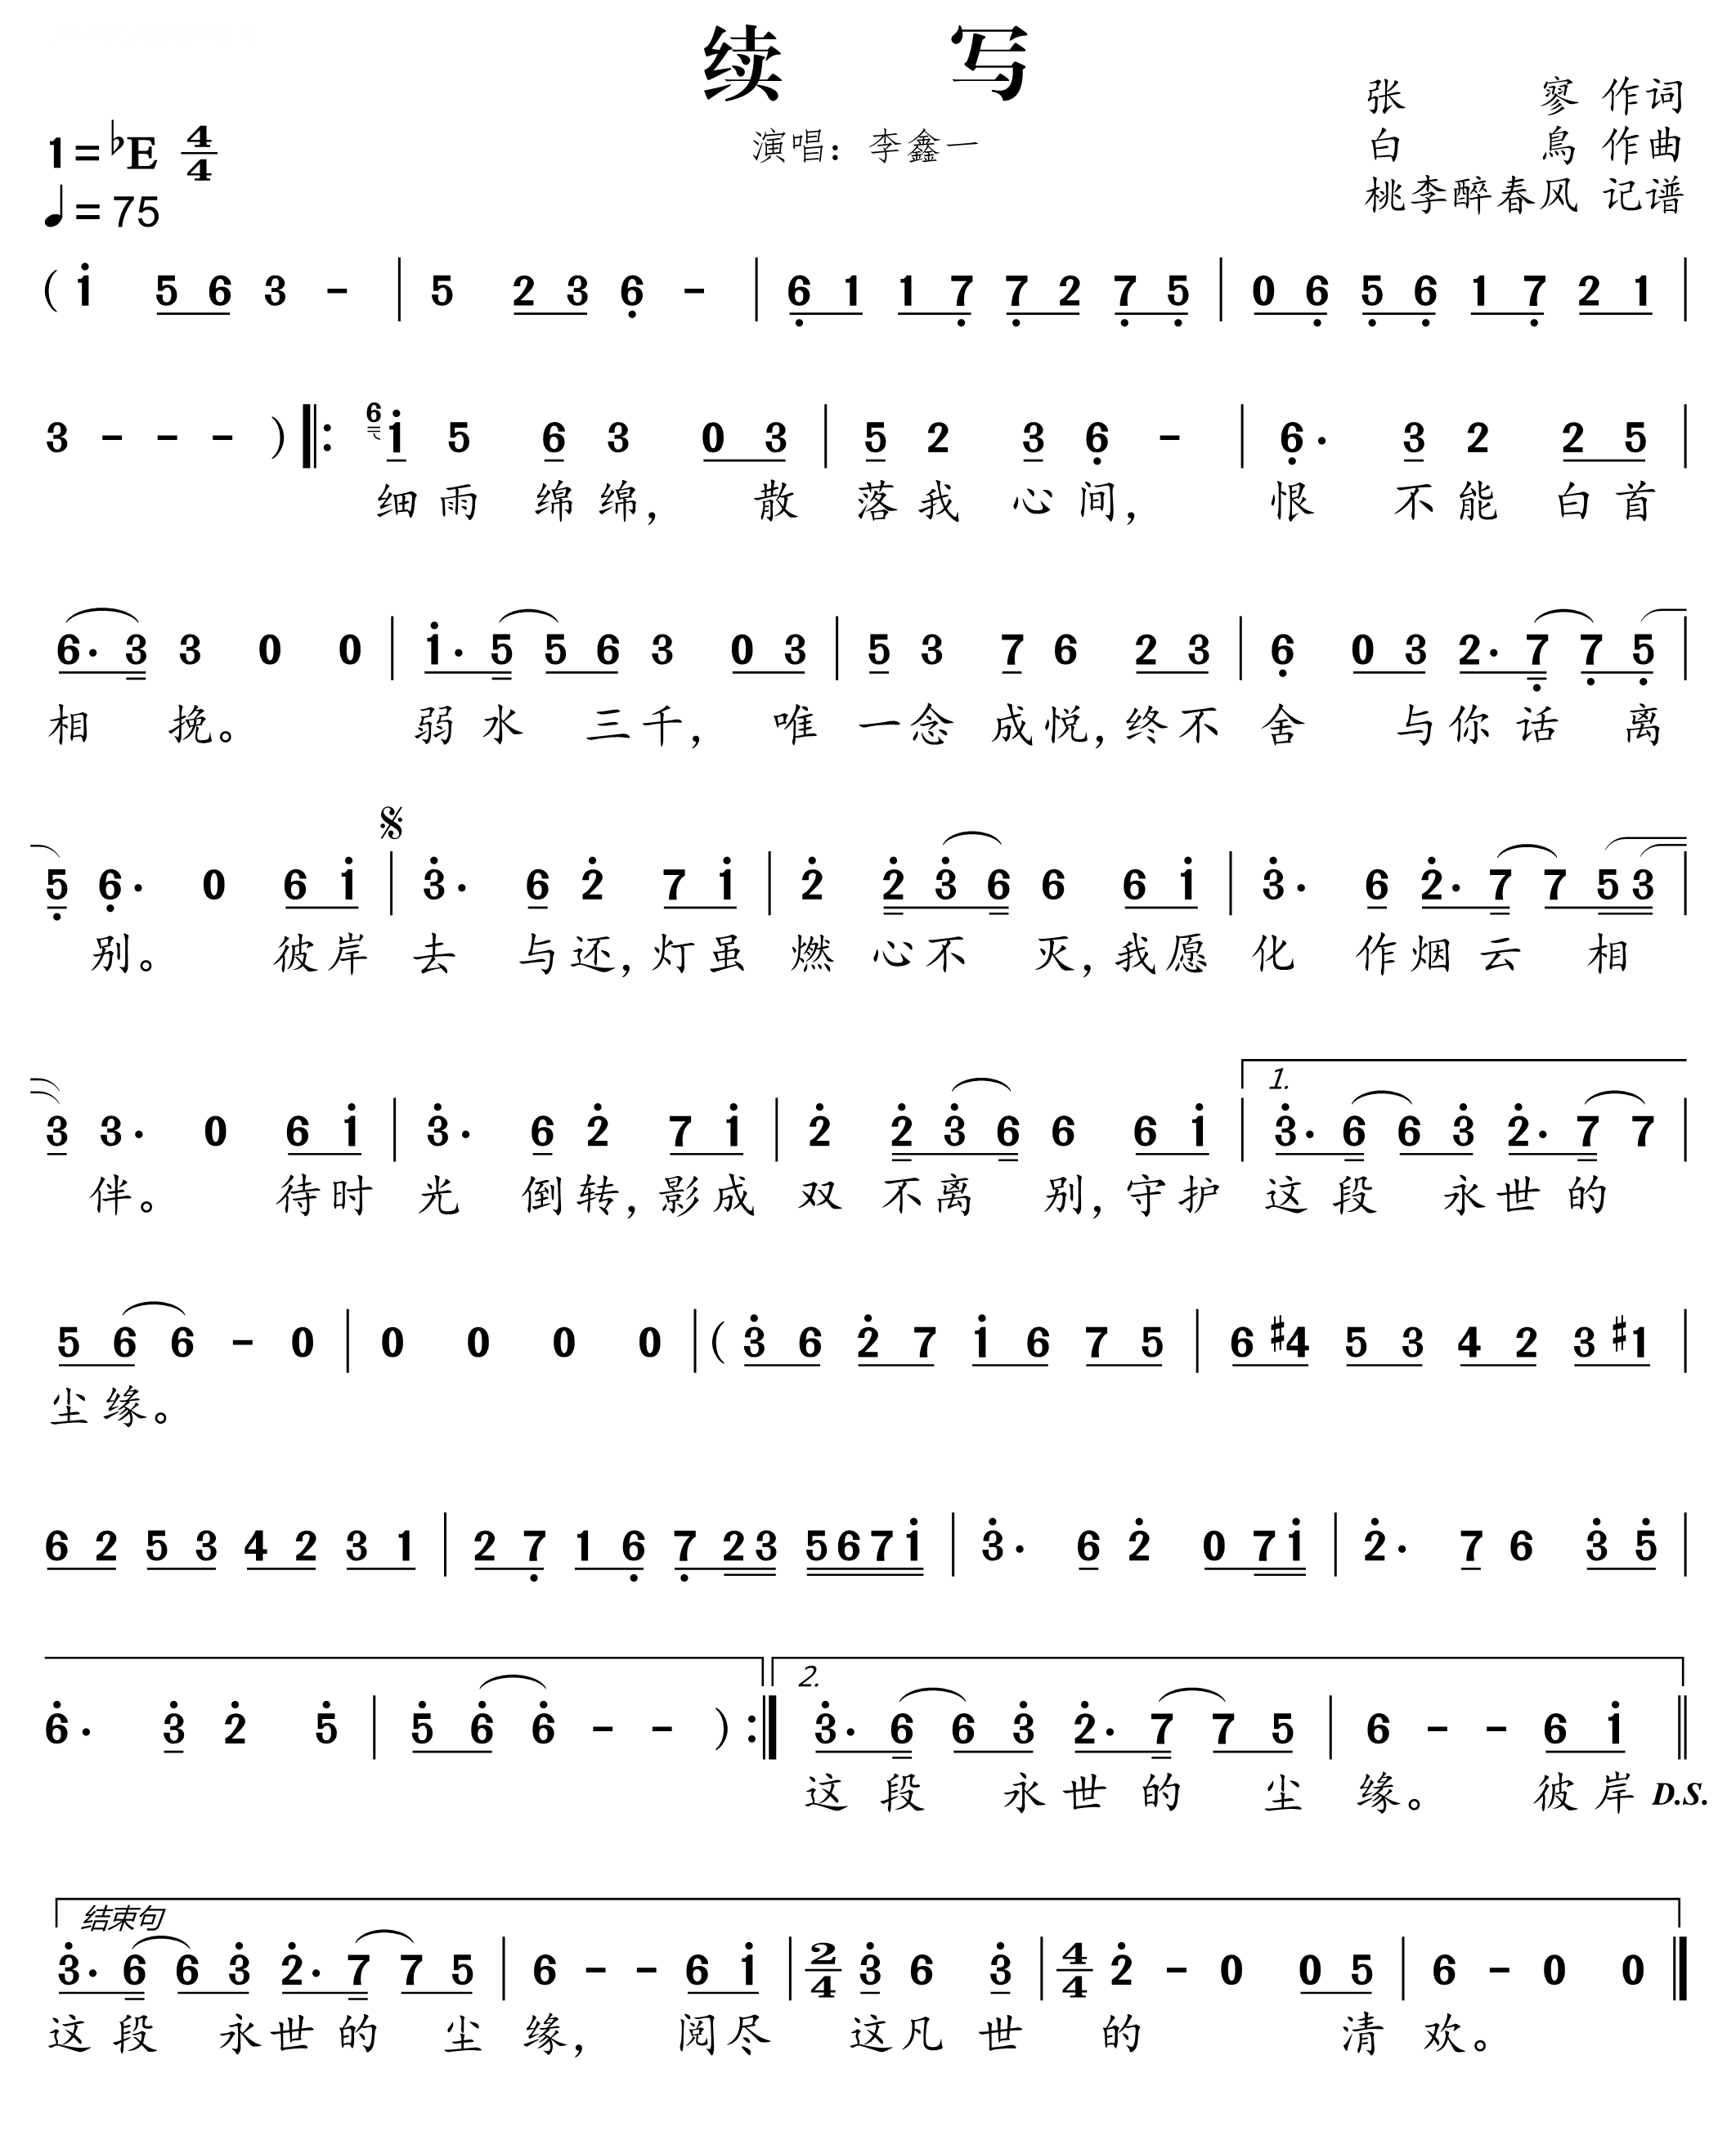 续 写
张 寥 作词
1=♭E 4/4
演唱：李鑫一
白 鳥 作曲
♩=75
桃李醉春风 记谱
( 1̇ 5 6 3 - | 5 2 3 6̣ - | 6̣ 1 1 7̣ 7̣ 2 7̣ 5̣ | 0 6̣ 5̣ 6̣ 1 7̣ 2 1 |
3 - - - ) ‖: 6 1̇ 5 6 3 0 3 | 5 2 3 6̣ - | 6̣. 3 2 2 5 |
细雨 绵绵， 散 落我 心间， 恨 不能 白首
6. 3 3 0 0 | 1̇. 5 5 6 3 0 3 | 5 3 7 6 2 3 | 6̣ 0 3 2. 7̣ 7̣ 5̣ |
相 挽。 弱水 三千， 唯 一念 成悦，终不 舍 与你话 离
𝄋
5̣ 6̣. 0 6 1̇ | 3̇. 6 2̇ 7 1̇ | 2̇ 2̇ 3̇ 6 6 6 1̇ | 3̇. 6 2̇. 7 7 5 3 |
别。 彼岸 去 与还，灯虽 燃 心不 灭，我愿 化 作烟云 相
1.
3 3. 0 6 1̇ | 3̇. 6 2̇ 7 1̇ | 2̇ 2̇ 3̇ 6 6 6 1̇ | 3̇. 6 6 3̇ 2̇. 7 7 |
伴。 待时 光 倒转，影成 双 不离 别，守护 这段 永世的
5 6 6 - 0 | 0 0 0 0 | ( 3̇ 6 2̇ 7 1̇ 6 7 5 | 6 #4 5 3 4 2 3 #1 |
尘缘。
6 2 5 3 4 2 3 1 | 2 7̣ 1 6̣ 7̣ 2 3 5 6 7 1̇ | 3̇. 6 2̇ 0 7 1̇ | 2̇. 7 6 3̇ 5̇ |
2.
6̇. 3̇ 2̇ 5̇ | 5̇ 6̇ 6̇ - - ) :‖ 3̇. 6 6 3̇ 2̇. 7 7 5 | 6 - - 6 1̇ ‖
这段 永世的 尘 缘。 彼岸 D.S.
结束句
3̇. 6 6 3̇ 2̇. 7 7 5 | 6 - - 6 1̇ | 2/4 3̇ 6 3̇ | 4/4 2̇ - 0 0 5 | 6 - 0 0 ‖
这段 永世的 尘 缘， 阅尽 这凡世 的 清 欢。